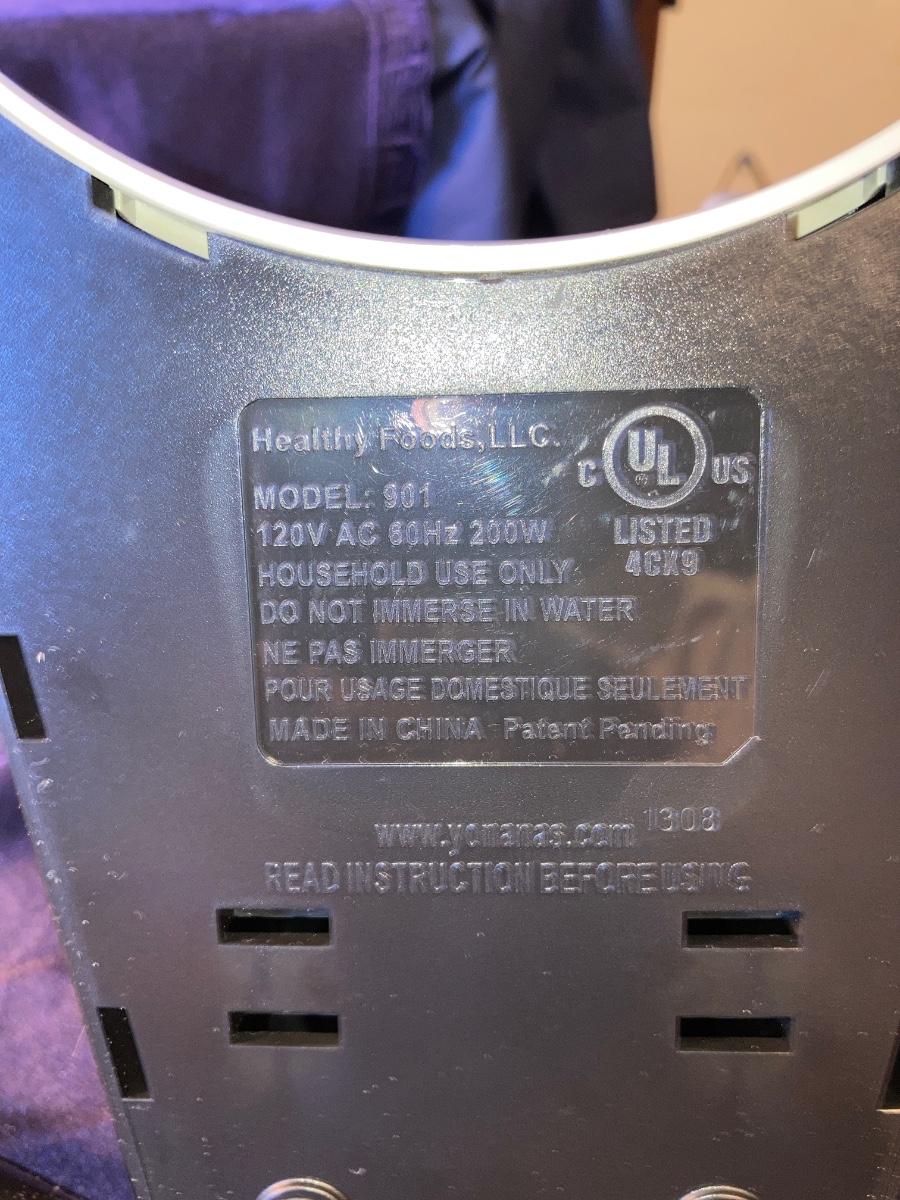 Healthy Foods, LLC.
C UL US
LISTED
4CX9
MODEL: 901
120V AC 60Hz 200W
HOUSEHOLD USE ONLY
DO NOT IMMERSE IN WATER
NE PAS IMMERGER
POUR USAGE DOMESTIQUE SEULEMENT
MADE IN CHINA Patent Pending
www.yonanas.com 1308
READ INSTRUCTION BEFORE USING